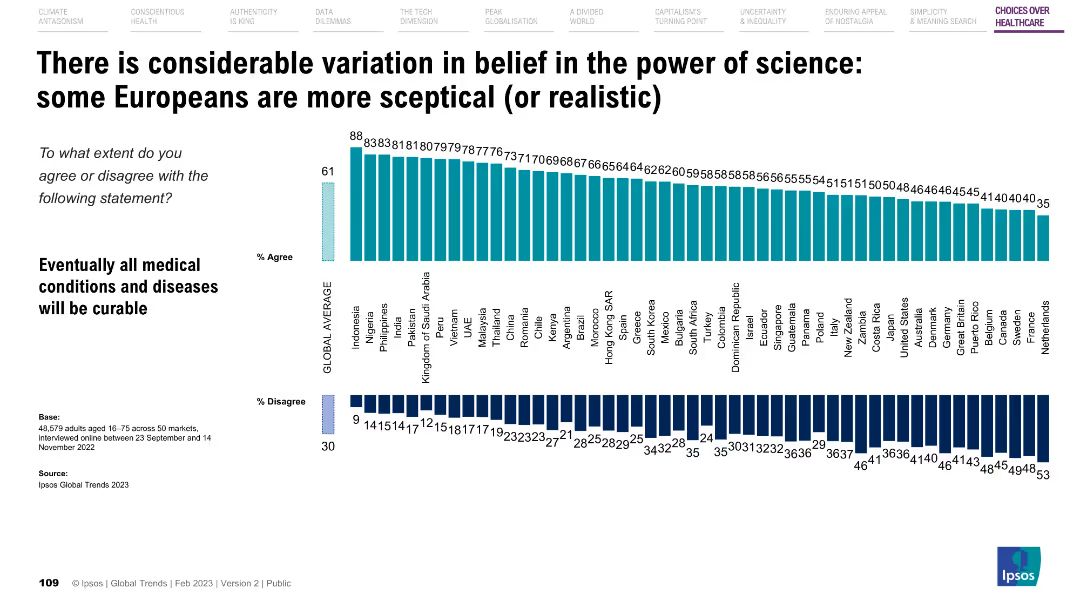 CLIMATE ANTAGONISM
CONSCIENTIOUS HEALTH
AUTHENTICITY IS KING
DATA DILEMMAS
THE TECH DIMENSION
PEAK GLOBALISATION
A DIVIDED WORLD
CAPITALISM'S TURNING POINT
UNCERTAINTY & INEQUALITY
ENDURING APPEAL OF NOSTALGIA
SIMPLICITY & MEANING SEARCH
CHOICES OVER HEALTHCARE
There is considerable variation in belief in the power of science:
some Europeans are more sceptical (or realistic)
To what extent do you
agree or disagree with the
following statement?
Eventually all medical
conditions and diseases
will be curable
61 88 83 83 81 81 80 79 79 78 77 76 73 71 70 69 68 67 66 65 64 64 62 62 60 59 58 58 58 58 56 56 55 55 54 51 51 51 50 50 48 46 46 46 45 45 41 40 40 40 35
% Agree
GLOBAL AVERAGE
Indonesia
Nigeria
Philippines
India
Pakistan
Kingdom of Saudi Arabia
Peru
Vietnam
UAE
Malaysia
Thailand
China
Romania
Chile
Kenya
Argentina
Brazil
Morocco
Hong Kong SAR
Spain
Greece
South Korea
Mexico
Bulgaria
South Africa
Turkey
Colombia
Dominican Republic
Israel
Ecuador
Singapore
Guatemala
Panama
Poland
Italy
New Zealand
Zambia
Costa Rica
Japan
United States
Australia
Denmark
Germany
Great Britain
Puerto Rico
Belgium
Canada
Sweden
France
Netherlands
% Disagree
30 9 14 15 14 17 12 15 18 17 17 19 23 23 23 27 21 28 25 28 29 25 34 32 28 35 24 35 30 31 32 32 36 36 29 36 37 46 41 36 36 41 40 46 41 43 48 45 49 48 53
Base:
48,579 adults aged 16–75 across 50 markets,
interviewed online between 23 September and 14
November 2022
Source:
Ipsos Global Trends 2023
109 © Ipsos | Global Trends | Feb 2023 | Version 2 | Public
Ipsos